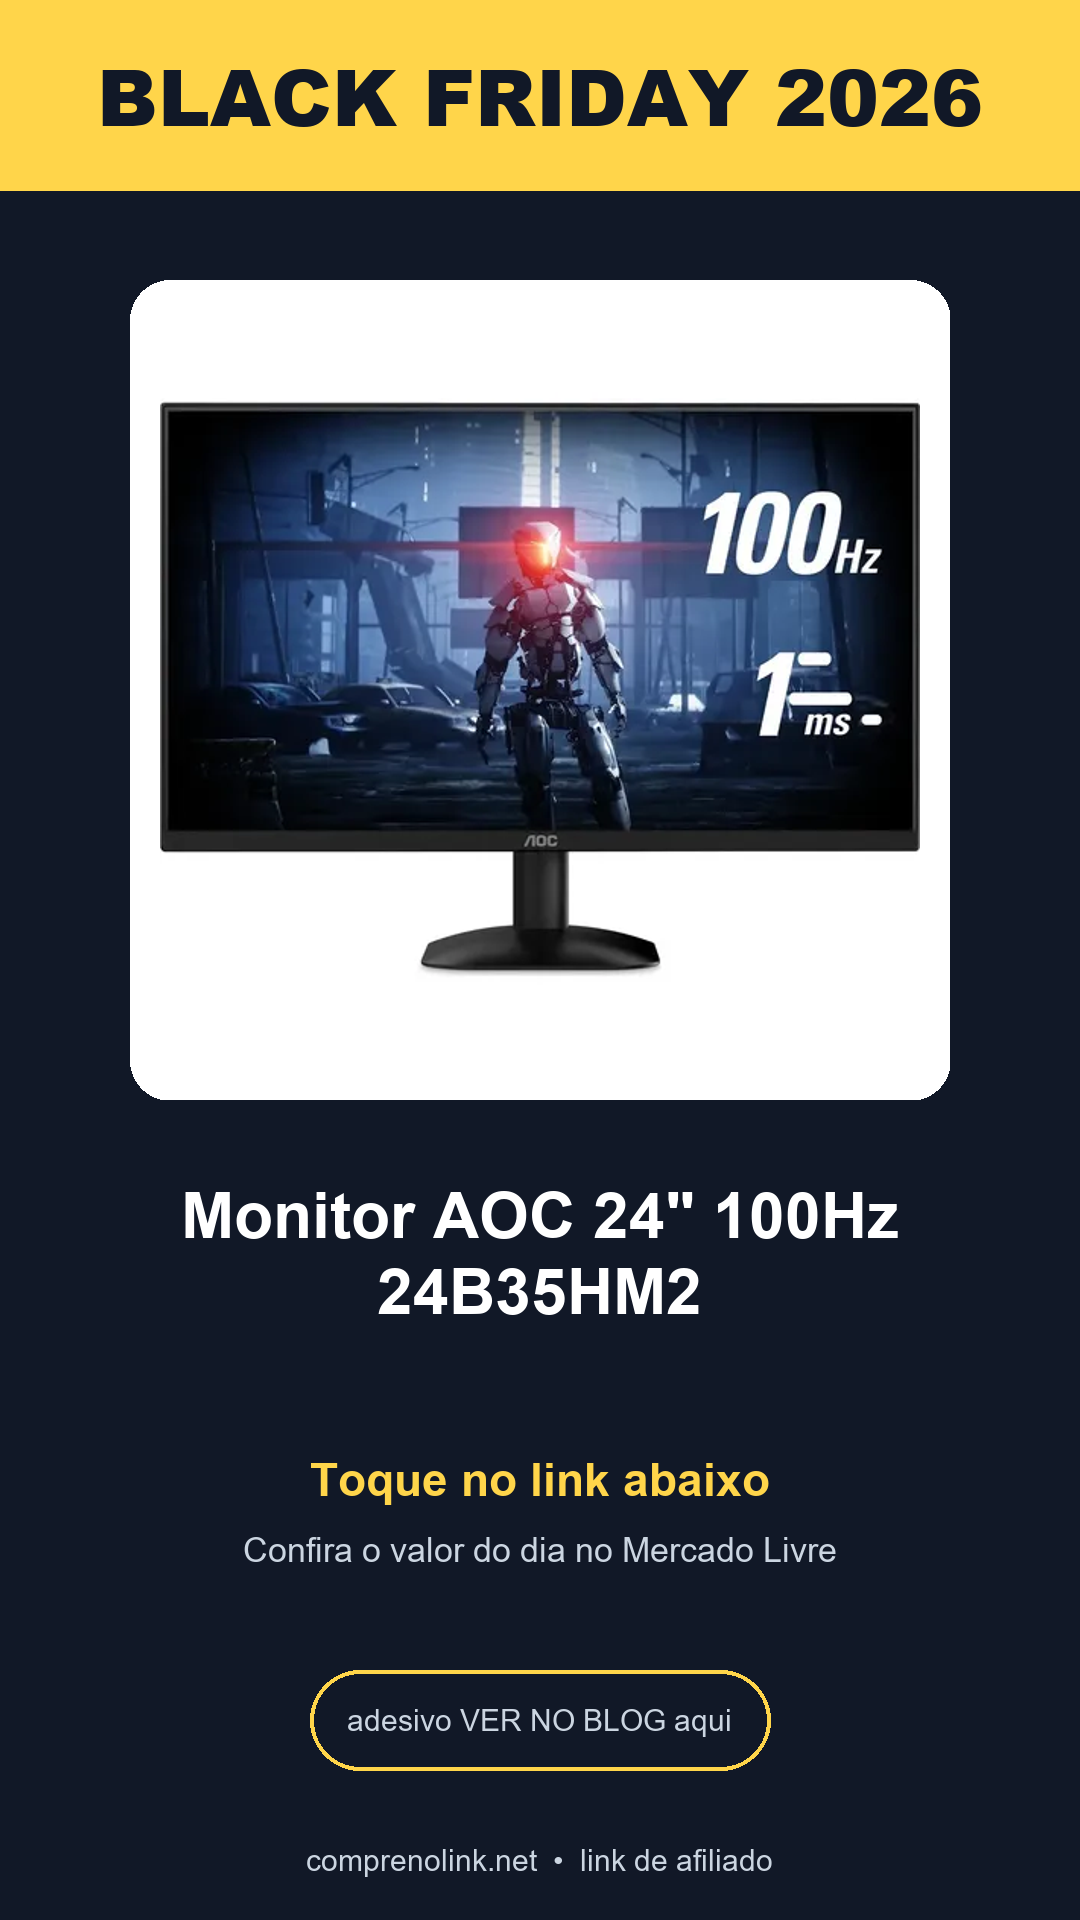 BLACK FRIDAY 2026
100Hz
1ms
AOC
Monitor AOC 24" 100Hz
24B35HM2
Toque no link abaixo
Confira o valor do dia no Mercado Livre
adesivo VER NO BLOG aqui
comprenolink.net • link de afiliado